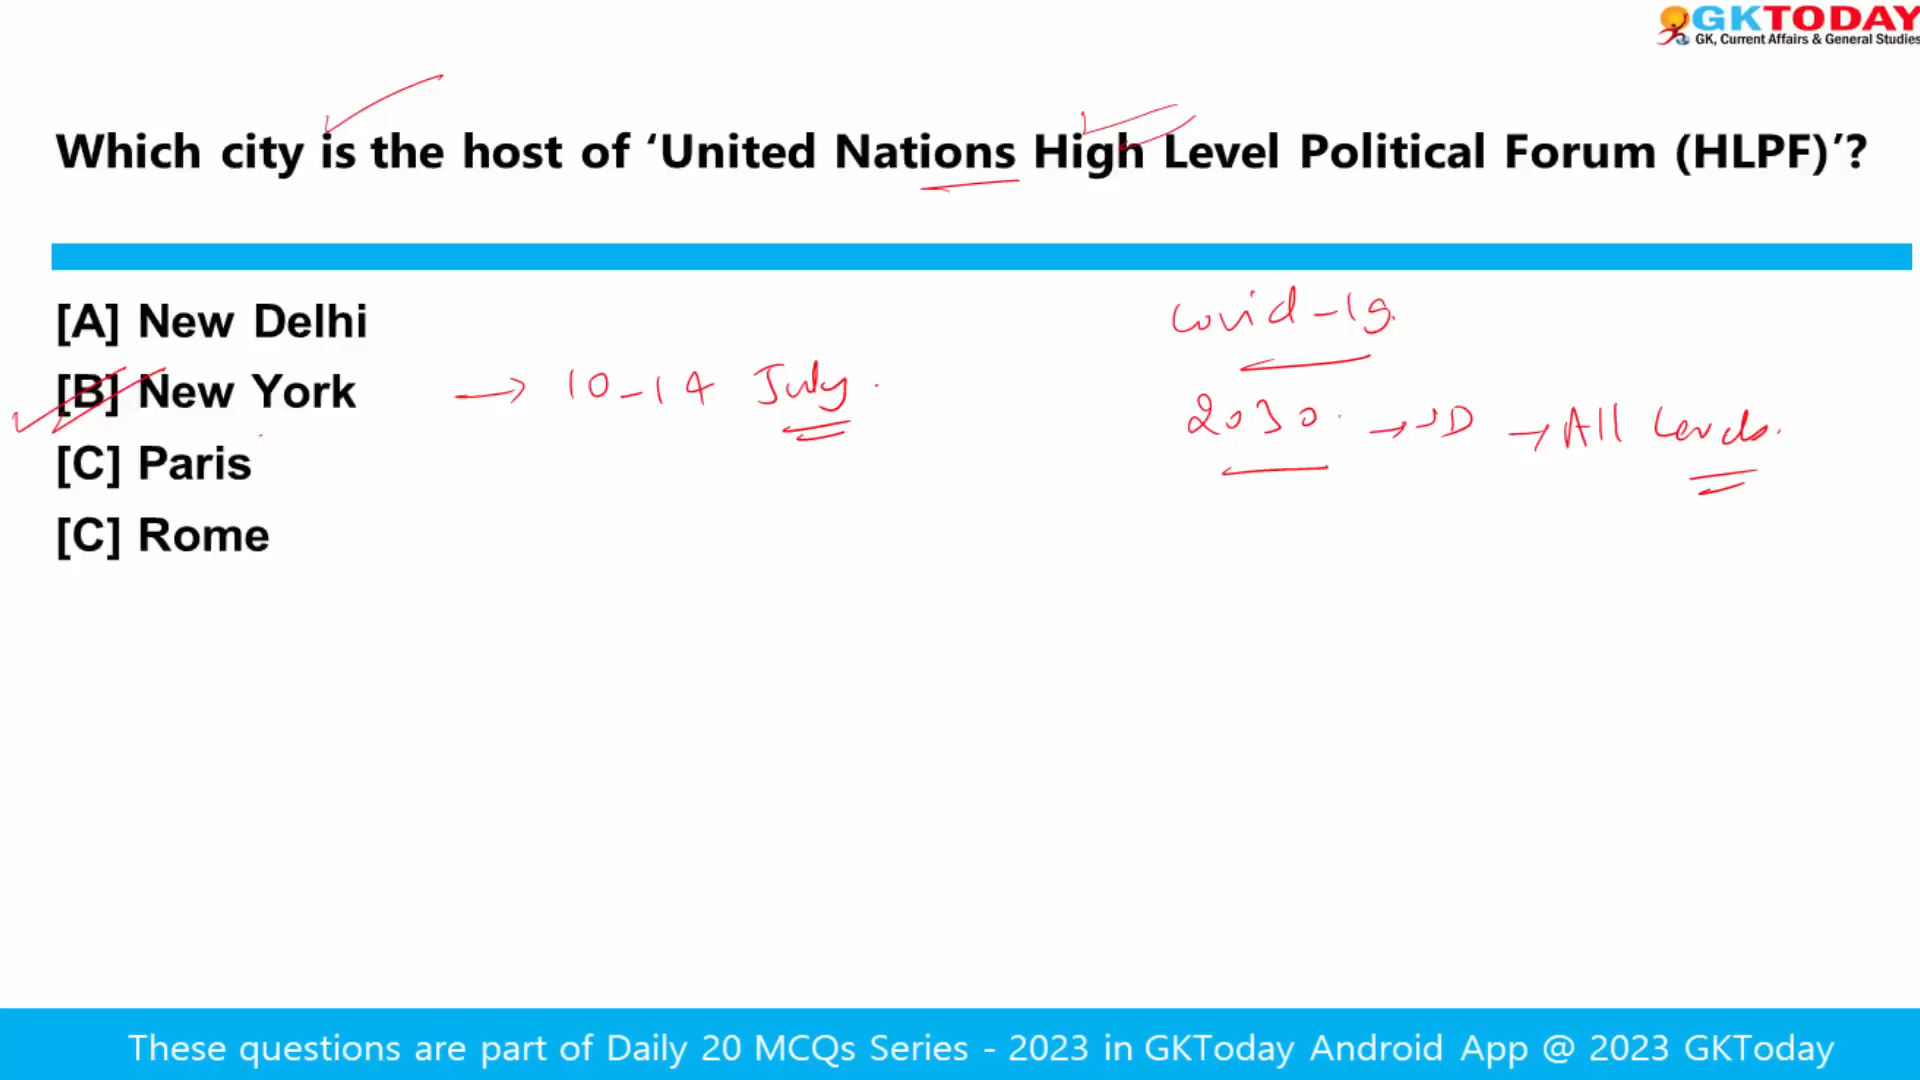 GKTODAY
GK, Current Affairs & General Studies
Which city is the host of ‘United Nations High Level Political Forum (HLPF)’?
[A] New Delhi
[B] New York → 10-14 July.
[C] Paris
[C] Rome
Covid-19.
2030. → → All Levels.
These questions are part of Daily 20 MCQs Series - 2023 in GKToday Android App @ 2023 GKToday